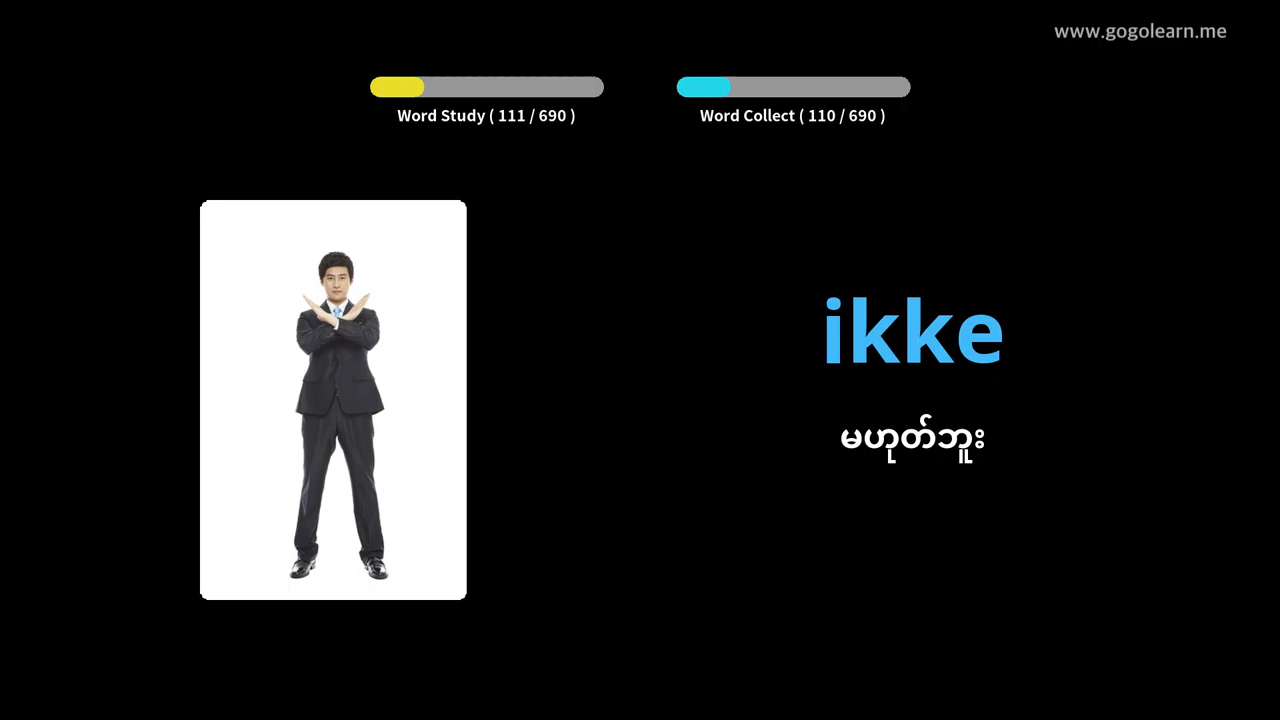 www.gogolearn.me
Word Study ( 111 / 690 )
Word Collect ( 110 / 690 )
ikke
မဟုတ်ဘူး